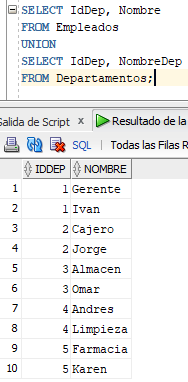 SELECT IdDep, Nombre
FROM Empleados
UNION
SELECT IdDep, NombreDep
FROM Departamentos;
Salida de Script × Resultado de la
SQL | Todas las Filas R
IDDEP NOMBRE
1 1 Gerente
2 1 Ivan
3 2 Cajero
4 2 Jorge
5 3 Almacen
6 3 Omar
7 4 Andres
8 4 Limpieza
9 5 Farmacia
10 5 Karen